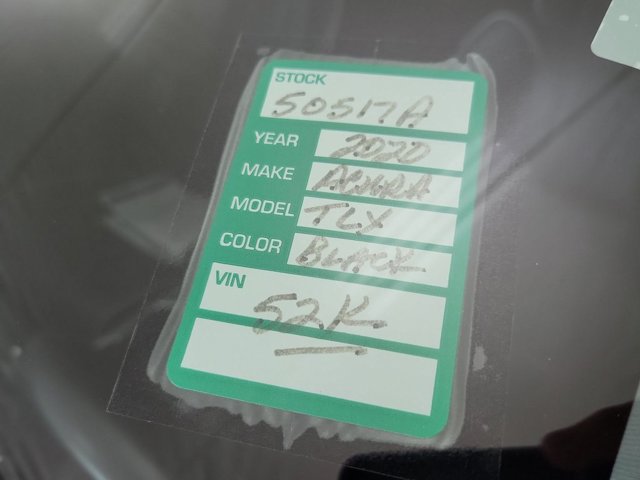 STOCK
50517A
YEAR 2020
MAKE ACURA
MODEL TLX
COLOR BLACK
VIN
52K